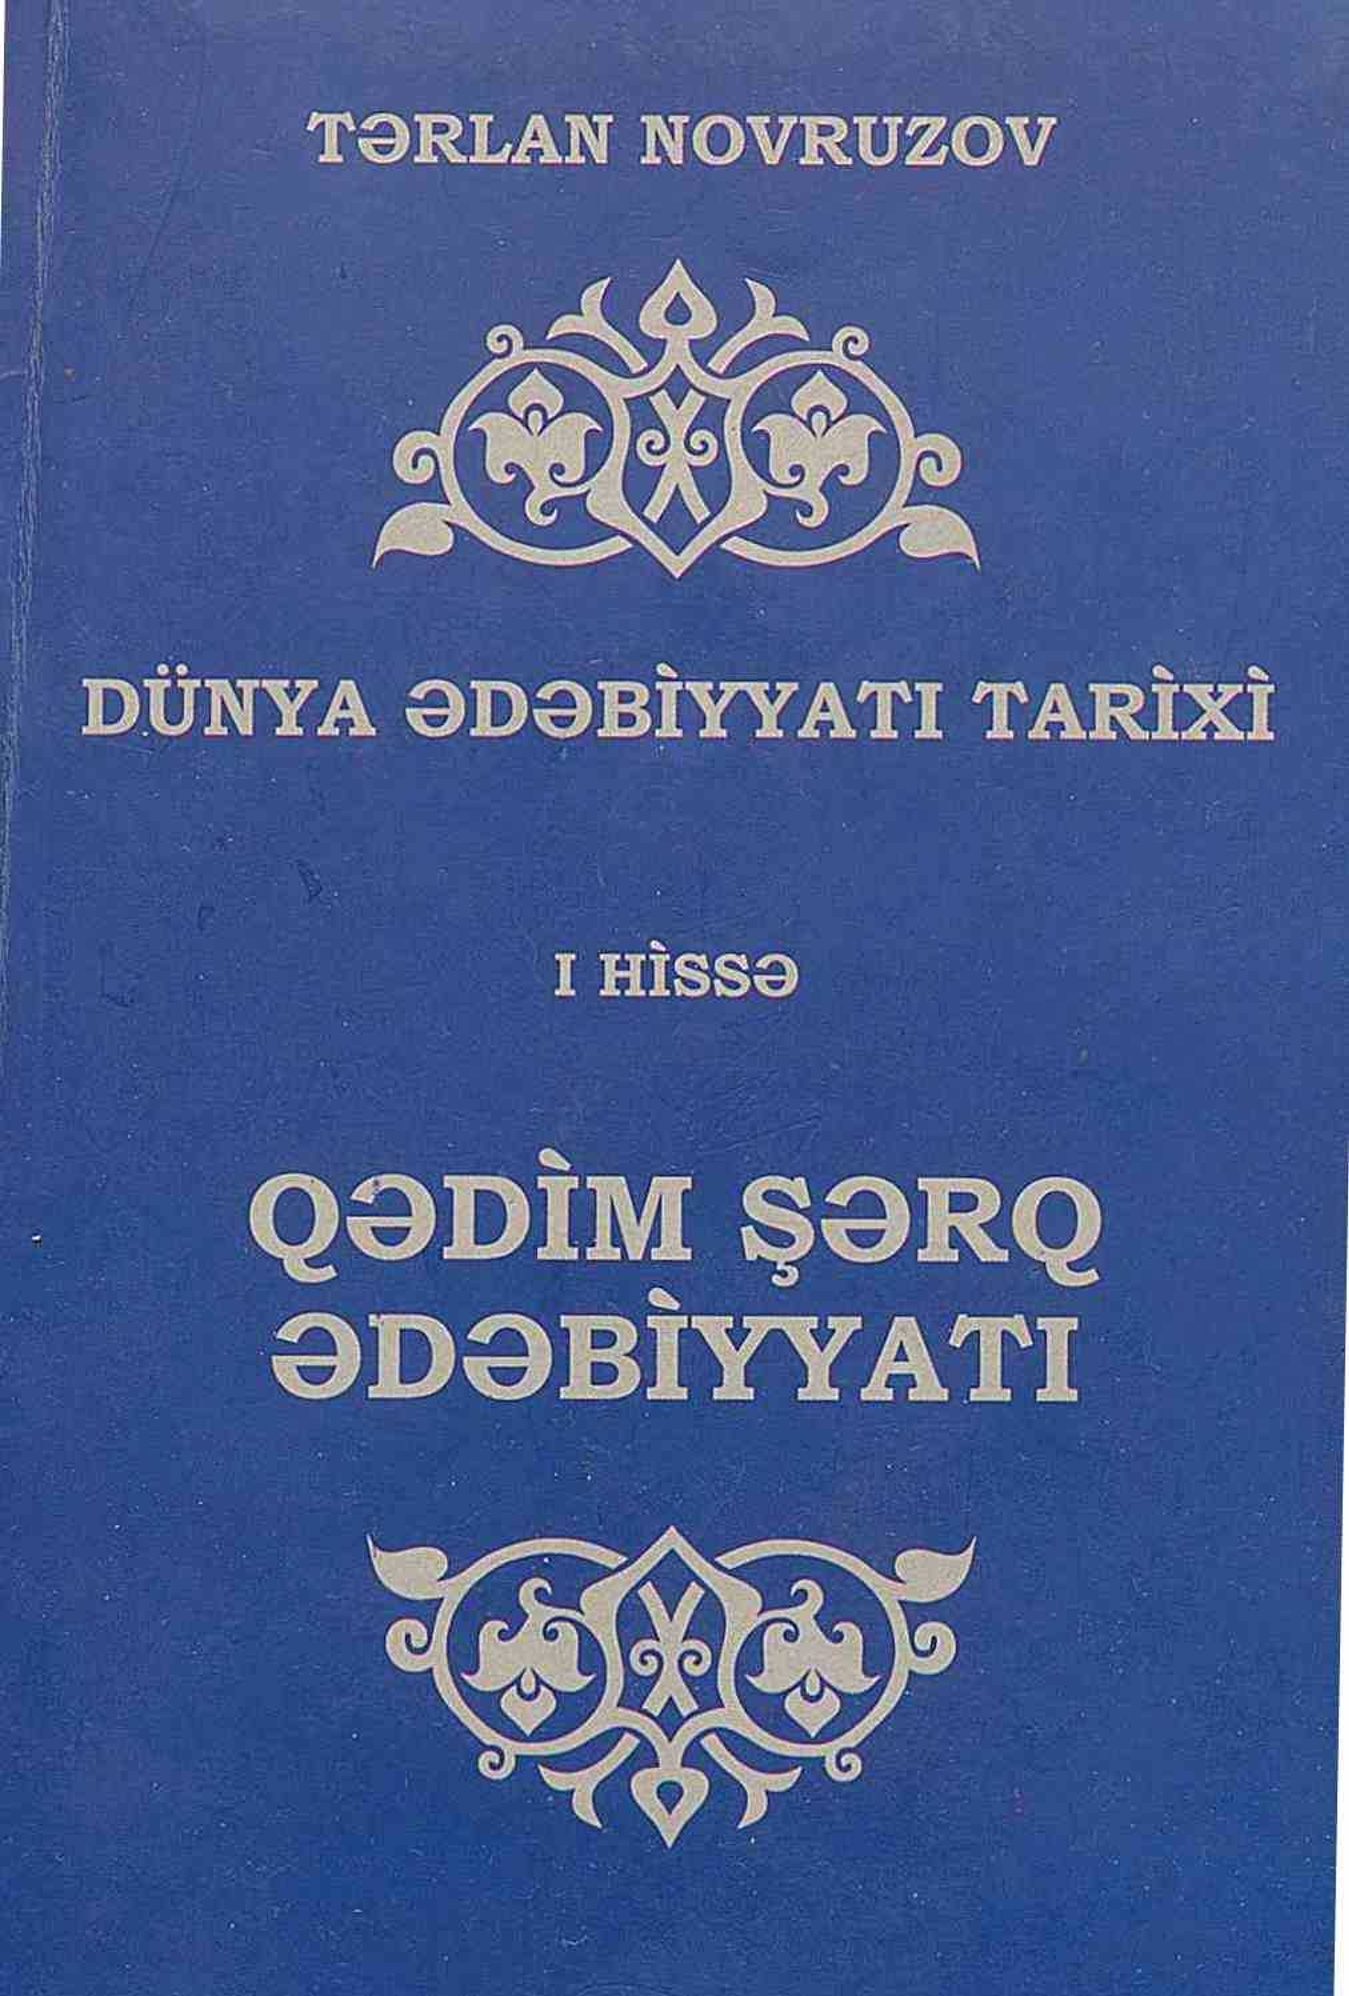 TƏRLAN NOVRUZOV
DÜNYA ƏDƏBİYYATI TARİXİ
I HİSSƏ
QƏDİM ŞƏRQ
ƏDƏBİYYATI